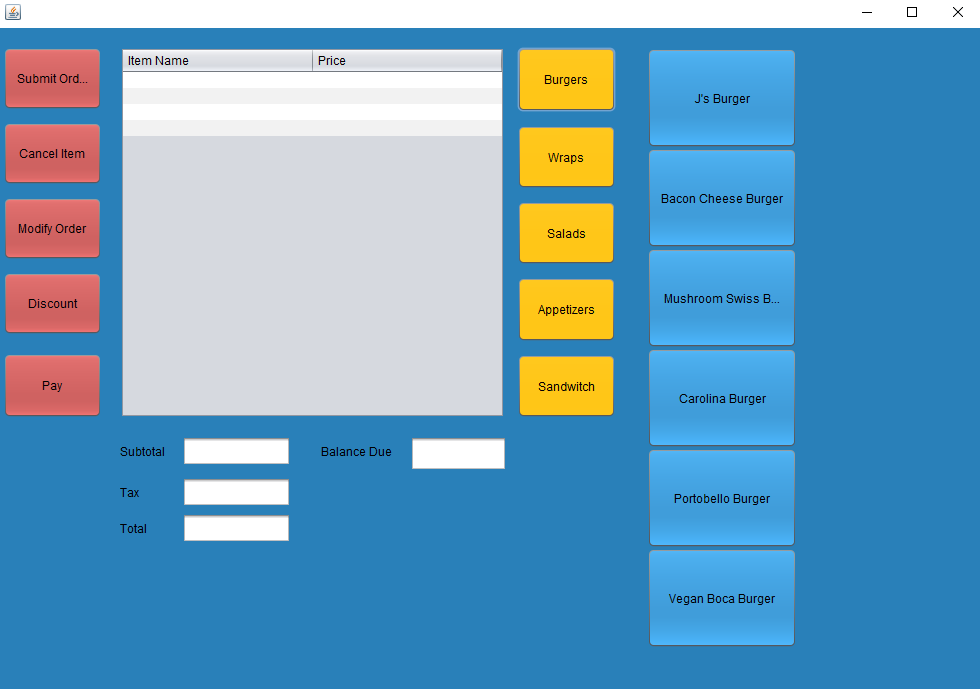 Submit Ord...
Cancel Item
Modify Order
Discount
Pay
Item Name
Price
Burgers
Wraps
Salads
Appetizers
Sandwitch
J's Burger
Bacon Cheese Burger
Mushroom Swiss B...
Carolina Burger
Portobello Burger
Vegan Boca Burger
Subtotal
Balance Due
Tax
Total